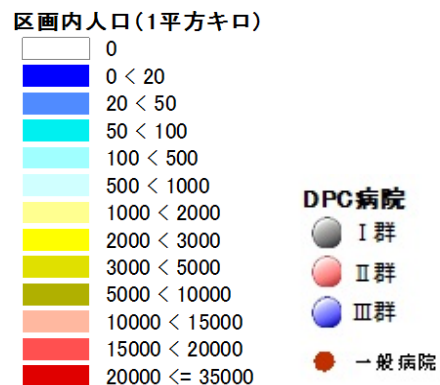 区画内人口(1平方キロ)
0
0 < 20
20 < 50
50 < 100
100 < 500
500 < 1000
1000 < 2000
2000 < 3000
3000 < 5000
5000 < 10000
10000 < 15000
15000 < 20000
20000 <= 35000
DPC病院
Ⅰ群
Ⅱ群
Ⅲ群
一般病院